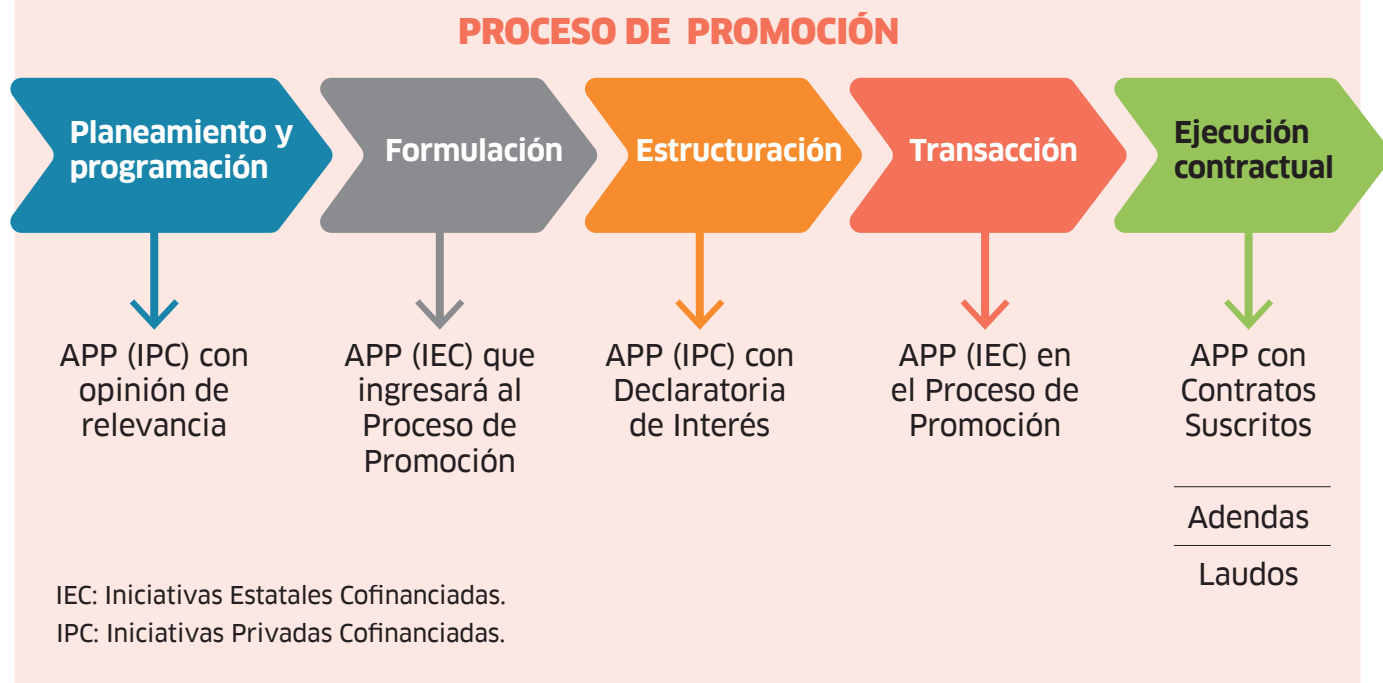 PROCESO DE PROMOCIÓN
Planeamiento y
programación
Formulación
Estructuración
Transacción
Ejecución
contractual
APP (IPC) con
opinión de
relevancia
APP (IEC) que
ingresará al
Proceso de
Promoción
APP (IPC) con
Declaratoria
de Interés
APP (IEC) en
el Proceso de
Promoción
APP con
Contratos
Suscritos
Adendas
Laudos
IEC: Iniciativas Estatales Cofinanciadas.
IPC: Iniciativas Privadas Cofinanciadas.